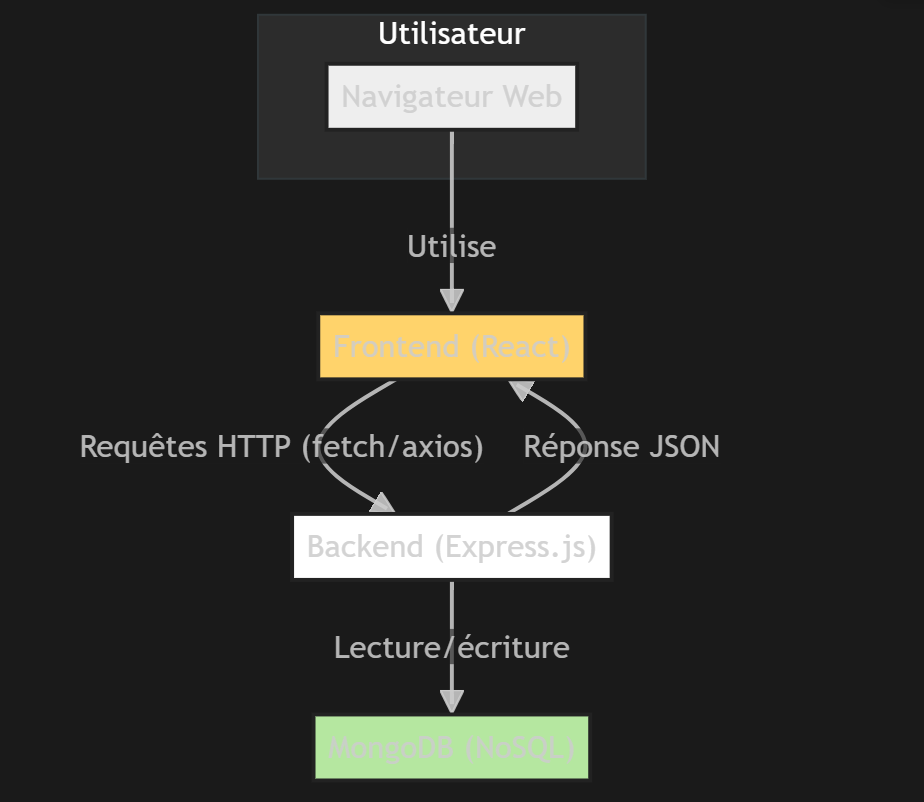 Utilisateur
Navigateur Web
Utilise
Frontend (React)
Requêtes HTTP (fetch/axios)
Réponse JSON
Backend (Express.js)
Lecture/écriture
MongoDB (NoSQL)